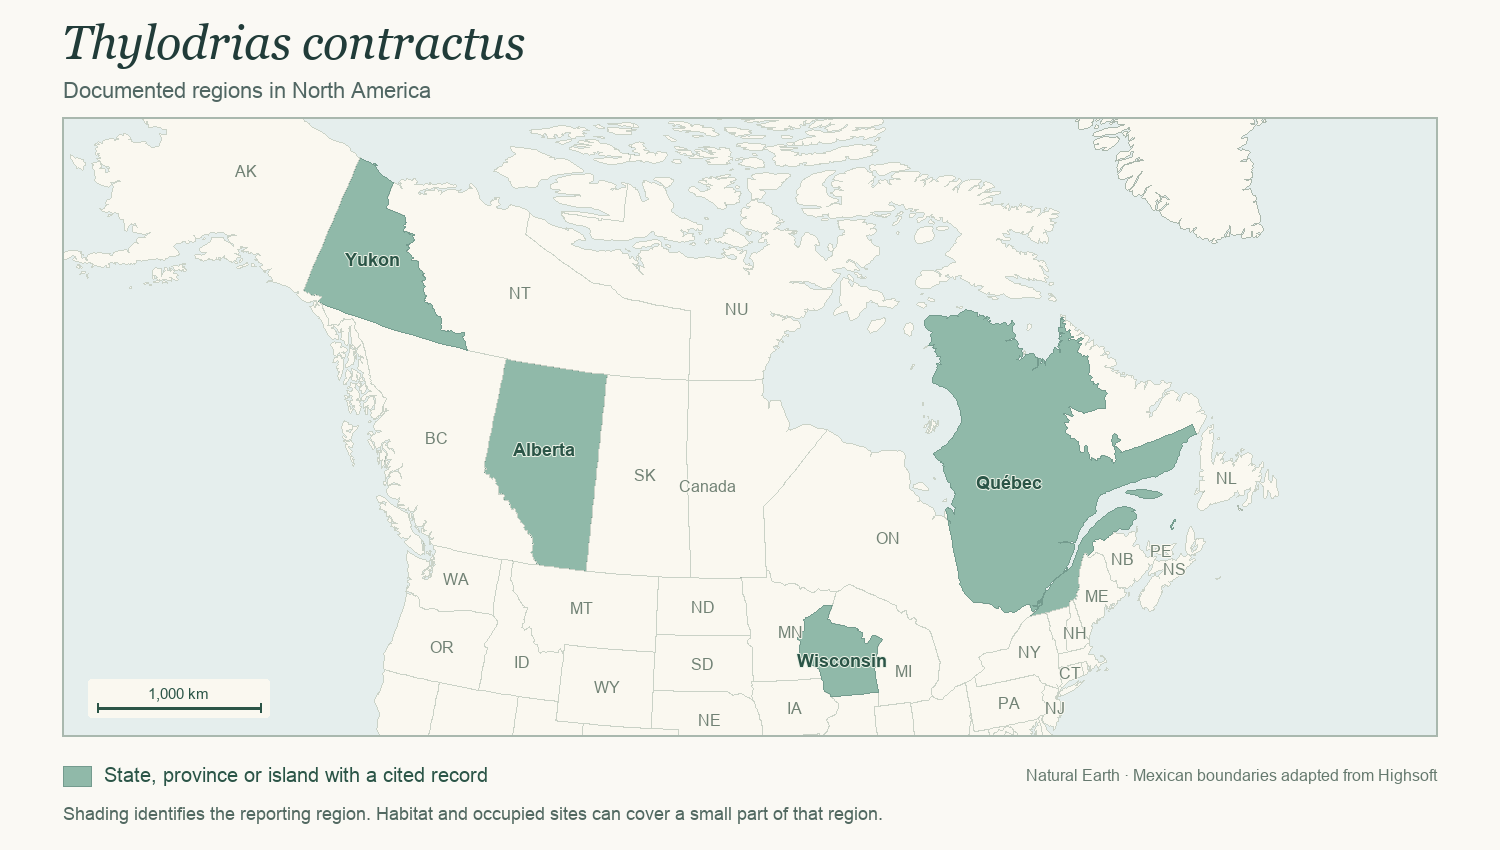 Thylodrias contractus
Documented regions in North America
AK
Yukon
NT
NU
BC
Alberta
SK
Canada
Québec
NL
ON
NB
PE
NS
WA
MT
ND
MN
ME
OR
ID
SD
Wisconsin
MI
NY
NH
CT
WY
NE
IA
PA
NJ
1,000 km
State, province or island with a cited record
Natural Earth · Mexican boundaries adapted from Highsoft
Shading identifies the reporting region. Habitat and occupied sites can cover a small part of that region.